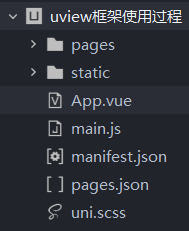 uview框架使用过程
pages
static
App.vue
main.js
manifest.json
pages.json
uni.scss